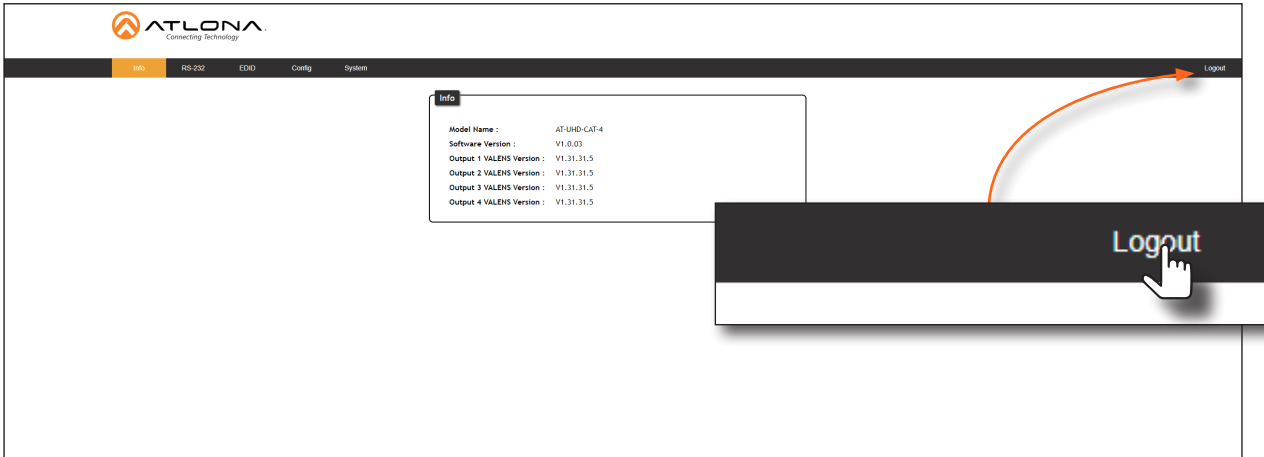 ATLONA.
Connecting Technology
Info RS-232 EDID Config System Logout
Info
Model Name : AT-UHD-CAT-4
Software Version : V1.0.03
Output 1 VALENS Version : V1.31.31.5
Output 2 VALENS Version : V1.31.31.5
Output 3 VALENS Version : V1.31.31.5
Output 4 VALENS Version : V1.31.31.5
Logout